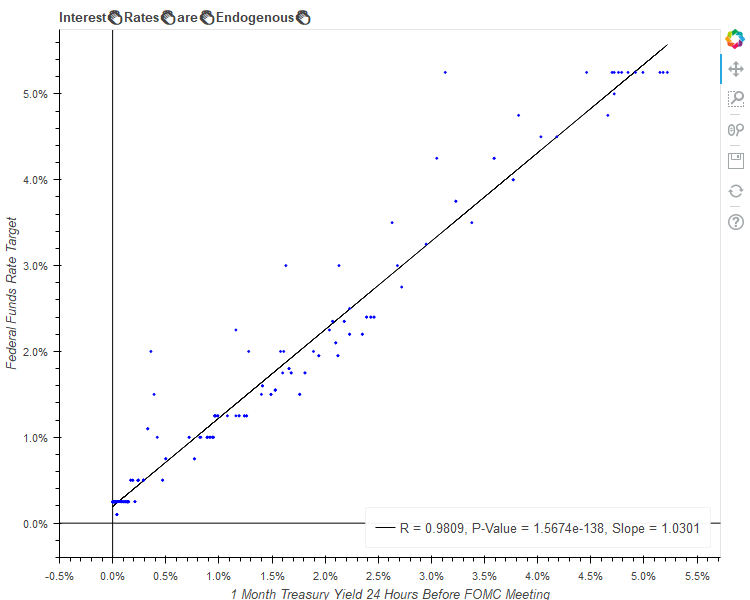 Interest👏Rates👏are👏Endogenous👏
5.0%
4.0%
3.0%
2.0%
1.0%
0.0%
Federal Funds Rate Target
R = 0.9809, P-Value = 1.5674e-138, Slope = 1.0301
-0.5% 0.0% 0.5% 1.0% 1.5% 2.0% 2.5% 3.0% 3.5% 4.0% 4.5% 5.0% 5.5%
1 Month Treasury Yield 24 Hours Before FOMC Meeting